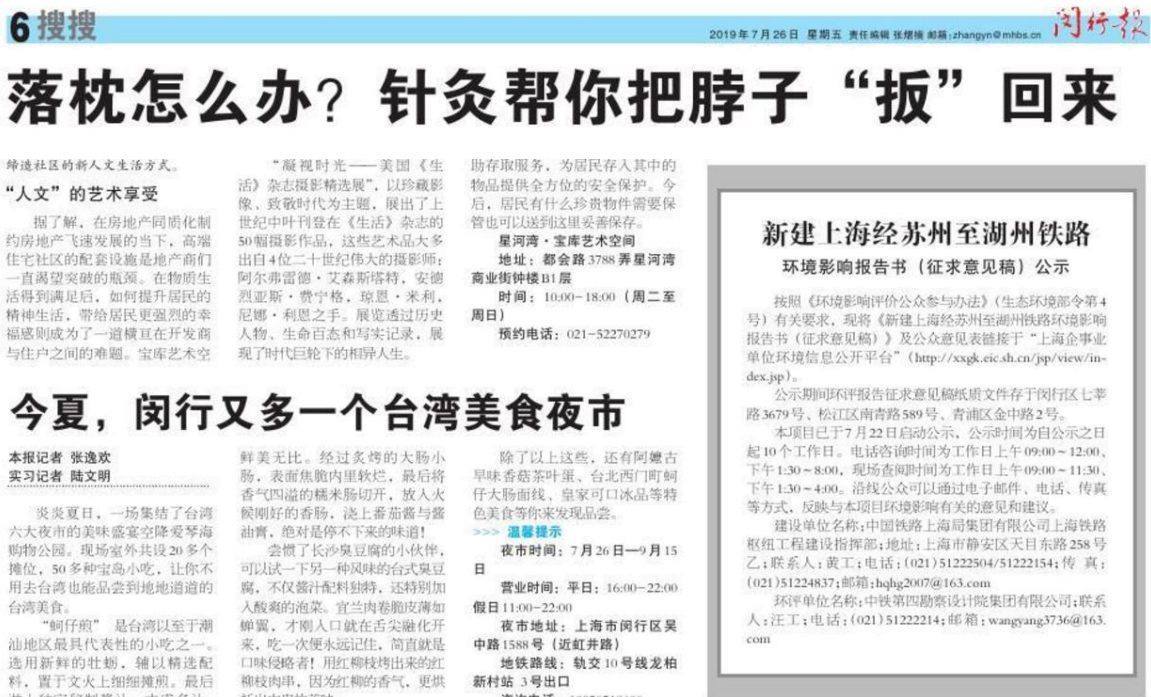 6 搜搜
2019年7月26日 星期五 责任编辑 张熠楠 邮箱:zhangyn@mhbs.cn
闵行报
落枕怎么办？针灸帮你把脖子“扳”回来
缔造社区的新人文生活方式。
“人文”的艺术享受
据了解，在房地产同质化制
约房地产飞速发展的当下，高端
住宅社区的配套设施是地产商们
一直渴望突破的瓶颈。在物质生
活得到满足后，如何提升居民的
精神生活，带给居民更强烈的幸
福感则成为了一道横亘在开发商
与住户之间的难题。宝库艺术空
“凝视时光——美国《生
活》杂志摄影精选展”，以珍藏影
像、致敬时代为主题，展出了上
世纪中叶刊登在《生活》杂志的
50幅摄影作品，这些艺术品大多
出自4位二十世纪伟大的摄影师：
阿尔弗雷德·艾森斯塔特，安德
烈亚斯·费宁格，琼恩·米利，
尼娜·利恩之手。展览透过历史
人物、生命百态和写实记录，展
现了时代巨轮下的相异人生。
助存取服务，为居民存入其中的
物品提供全方位的安全保护。今
后，居民有什么珍贵物件需要保
管也可以送到这里妥善保存。
星河湾·宝库艺术空间
地址：都会路3788弄星河湾
商业街钟楼B1层
时间：10:00-18:00（周二至
周日）
预约电话：021-52270279
今夏，闵行又多一个台湾美食夜市
本报记者 张逸欢
实习记者 陆文明
炎炎夏日，一场集结了台湾
六大夜市的美味盛宴空降爱琴海
购物公园。现场室外共设20多个
摊位，50多种宝岛小吃，让你不
用去台湾也能品尝到地地道道的
台湾美食。
“蚵仔煎” 是台湾以至于潮
汕地区最具代表性的小吃之一。
选用新鲜的牡蛎，辅以精选配
料，置于文火上细细摊煎。最后
鲜美无比。经过炙烤的大肠小
肠，表面焦脆内里软烂，最后将
香气四溢的糯米肠切开，放入火
候刚好的香肠，浇上番茄酱与酱
油膏，绝对是停不下来的味道！
尝惯了长沙臭豆腐的小伙伴，
可以试一下另一种风味的台式臭豆
腐，不仅酱汁配料独特，还特别加
入酸爽的泡菜。宜兰肉卷脆皮薄如
蝉翼，才刚入口就在舌尖融化开
来，吃一次便永远记住，简直就是
口味侵略者！用红柳枝烤出来的红
柳枝肉串，因为红柳的香气，更烘
除了以上这些，还有阿嬷古
早味香菇茶叶蛋、台北西门町蚵
仔大肠面线、皇家可口冰品等特
色美食等你来发现品尝。
>>> 温馨提示
夜市时间：7月26日—9月15
日
营业时间：平日：16:00-22:00
假日11:00-22:00
夜市地址：上海市闵行区吴
中路1588号（近虹井路）
地铁路线：轨交10号线龙柏
新村站 3号出口
新建上海经苏州至湖州铁路
环境影响报告书（征求意见稿）公示
按照《环境影响评价公众参与办法》（生态环境部令第4
号）有关要求，现将《新建上海经苏州至湖州铁路环境影响
报告书（征求意见稿）》及公众意见表链接于“上海企事业
单位环境信息公开平台”（http://xxgk.eic.sh.cn/jsp/view/in-
dex.jsp）。
公示期间环评报告征求意见稿纸质文件存于闵行区七莘
路3679号、松江区南青路589号、青浦区金中路2号。
本项目已于7月22日启动公示，公示时间为自公示之日
起10个工作日。电话咨询时间为工作日上午09:00～12:00、
下午1:30～8:00，现场查阅时间为工作日上午09:00～11:30、
下午1:30～4:00。沿线公众可以通过电子邮件、电话、传真
等方式，反映与本项目环境影响有关的意见和建议。
建设单位名称:中国铁路上海局集团有限公司上海铁路
枢纽工程建设指挥部;地址:上海市静安区天目东路258号
乙;联系人:黄工;电话:(021)51222504/51222154;传 真:
(021)51224837;邮箱:hqhg2007@163.com
环评单位名称:中铁第四勘察设计院集团有限公司;联系
人:汪工;电话:(021)51222214;邮箱:wangyang3736@163.
com